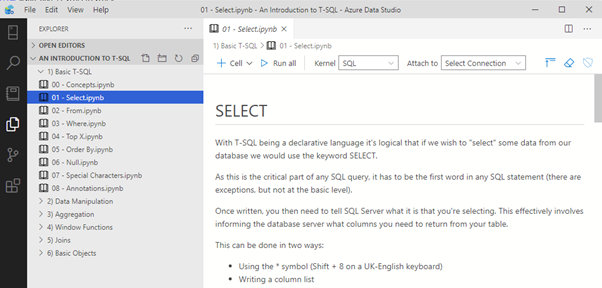 01 - Select.ipynb - An Introduction to T-SQL - Azure Data Studio
EXPLORER
OPEN EDITORS
AN INTRODUCTION TO T-SQL
1) Basic T-SQL
00 - Concepts.ipynb
01 - Select.ipynb
02 - From.ipynb
03 - Where.ipynb
04 - Top X.ipynb
05 - Order By.ipynb
06 - Null.ipynb
07 - Special Characters.ipynb
08 - Annotations.ipynb
2) Data Manipulation
3) Aggregation
4) Window Functions
5) Joins
6) Basic Objects
01 - Select.ipynb
1) Basic T-SQL > 01 - Select.ipynb
+ Cell Run all Kernel SQL Attach to Select Connection
SELECT
With T-SQL being a declarative language it's logical that if we wish to "select" some data from our
database we would use the keyword SELECT.
As this is the critical part of any SQL query, it has to be the first word in any SQL statement (there are
exceptions, but not at the basic level).
Once written, you then need to tell SQL Server what it is that you're selecting. This effectively involves
informing the database server what columns you need to return from your table.
This can be done in two ways:
• Using the * symbol (Shift + 8 on a UK-English keyboard)
• Writing a column list